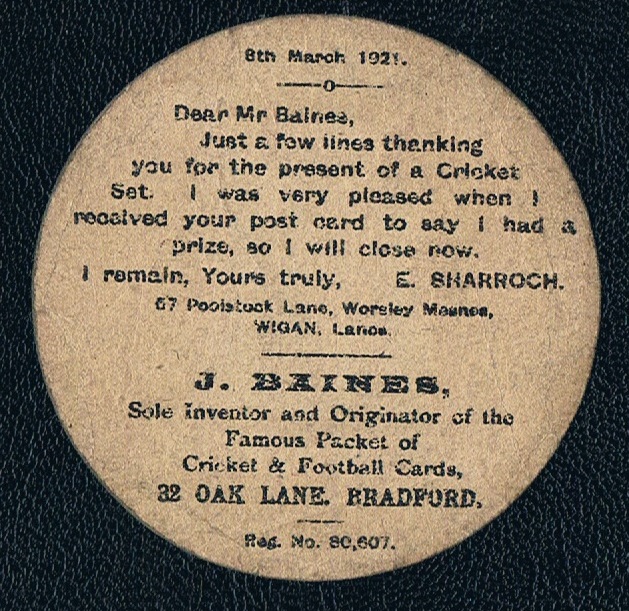 8th March 1921.
Dear Mr Baines,
Just a few lines thanking
you for the present of a Cricket
Set. I was very pleased when I
received your post card to say I had a
prize, so I will close now.
I remain, Yours truly, E. SHARROCH.
67 Poolstock Lane, Worsley Mesnes,
WIGAN, Lancs.
J. BAINES,
Sole Inventor and Originator of the
Famous Packet of
Cricket & Football Cards,
32 OAK LANE. BRADFORD.
Reg. No. 80,607.